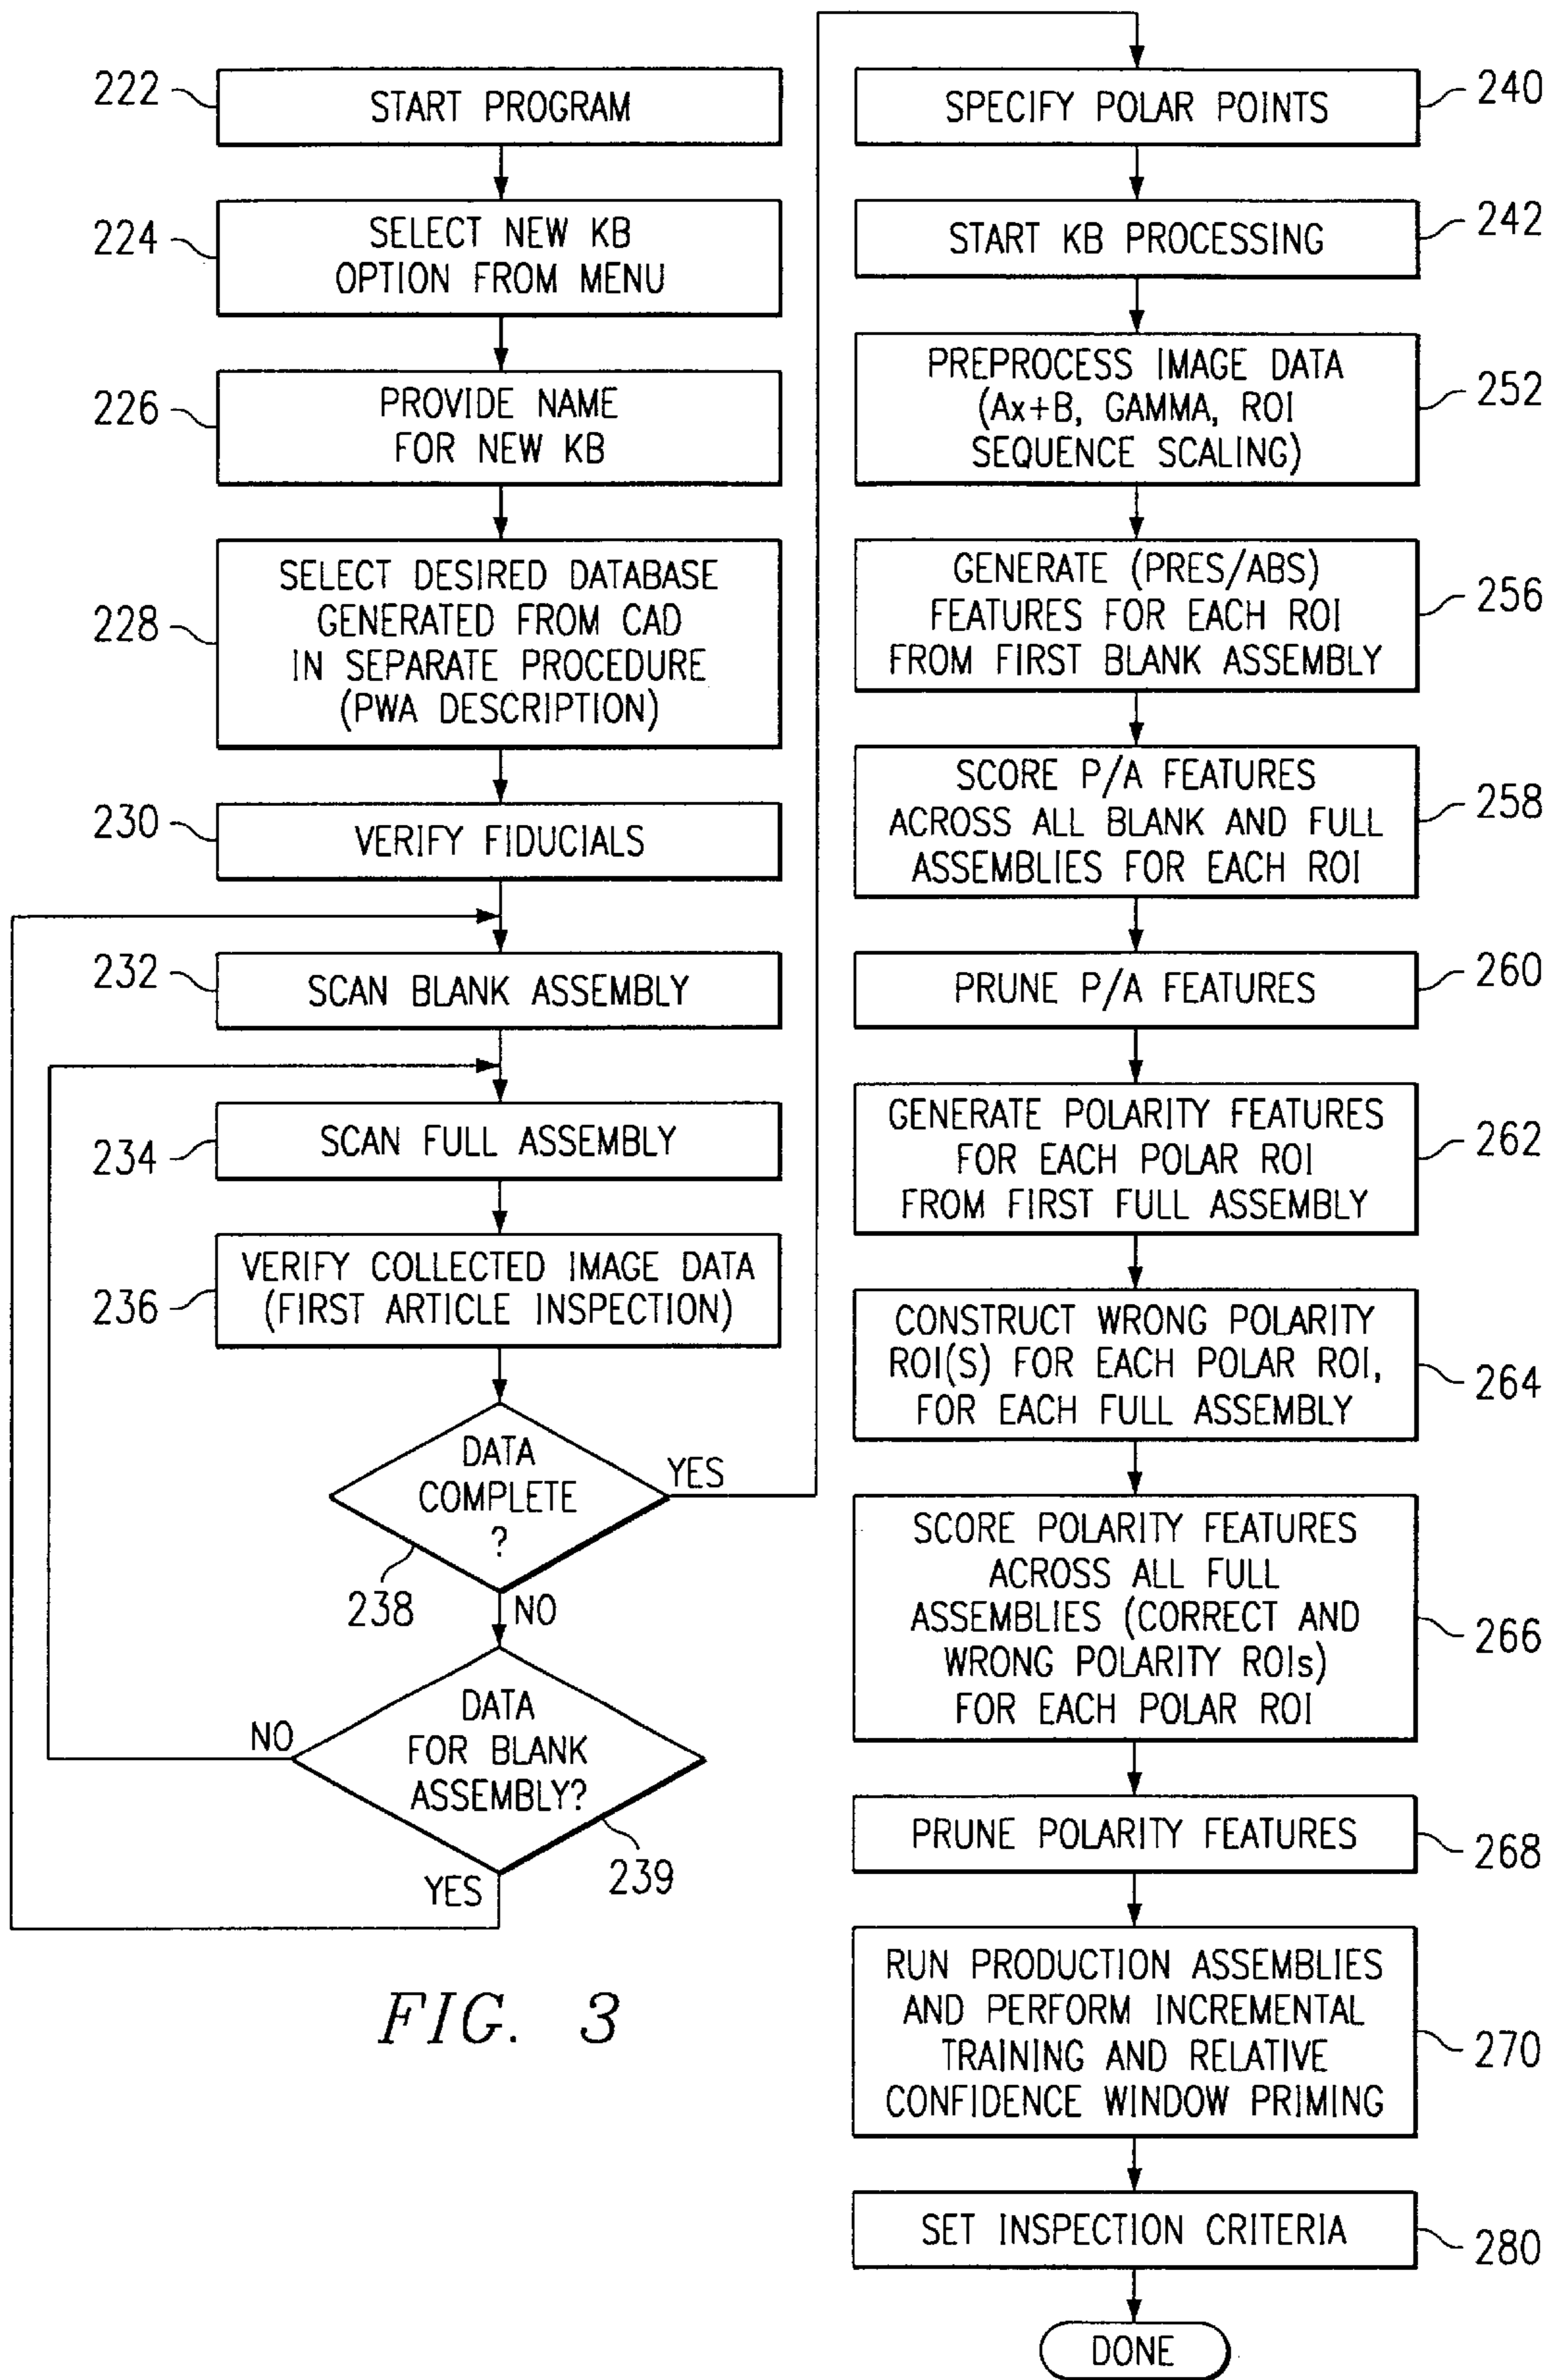 222
START PROGRAM
224
SELECT NEW KB
OPTION FROM MENU
226
PROVIDE NAME
FOR NEW KB
228
SELECT DESIRED DATABASE
GENERATED FROM CAD
IN SEPARATE PROCEDURE
(PWA DESCRIPTION)
230
VERIFY FIDUCIALS
232
SCAN BLANK ASSEMBLY
234
SCAN FULL ASSEMBLY
236
VERIFY COLLECTED IMAGE DATA
(FIRST ARTICLE INSPECTION)
DATA
COMPLETE
?
YES
238
NO
DATA
FOR BLANK
ASSEMBLY?
NO
239
YES
FIG. 3
SPECIFY POLAR POINTS
240
START KB PROCESSING
242
PREPROCESS IMAGE DATA
(Ax+B, GAMMA, ROI
SEQUENCE SCALING)
252
GENERATE (PRES/ABS)
FEATURES FOR EACH ROI
FROM FIRST BLANK ASSEMBLY
256
SCORE P/A FEATURES
ACROSS ALL BLANK AND FULL
ASSEMBLIES FOR EACH ROI
258
PRUNE P/A FEATURES
260
GENERATE POLARITY FEATURES
FOR EACH POLAR ROI
FROM FIRST FULL ASSEMBLY
262
CONSTRUCT WRONG POLARITY
ROI(S) FOR EACH POLAR ROI,
FOR EACH FULL ASSEMBLY
264
SCORE POLARITY FEATURES
ACROSS ALL FULL
ASSEMBLIES (CORRECT AND
WRONG POLARITY ROIs)
FOR EACH POLAR ROI
266
PRUNE POLARITY FEATURES
268
RUN PRODUCTION ASSEMBLIES
AND PERFORM INCREMENTAL
TRAINING AND RELATIVE
CONFIDENCE WINDOW PRIMING
270
SET INSPECTION CRITERIA
280
DONE